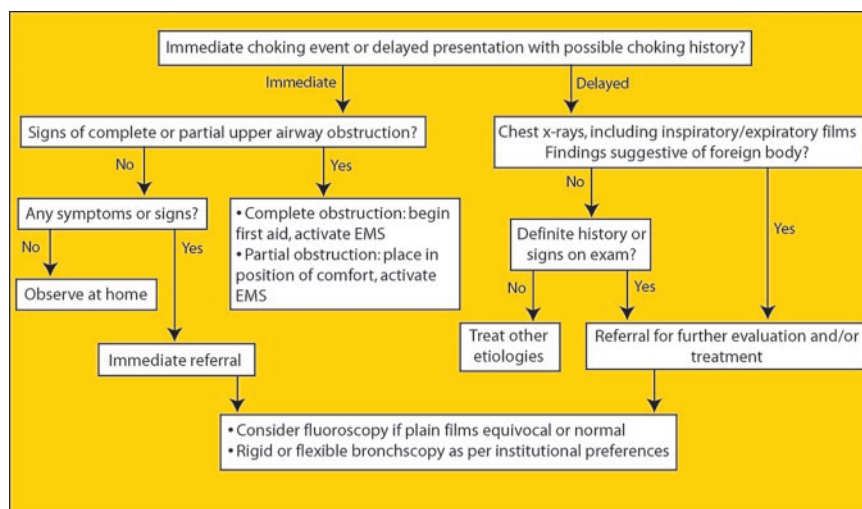 Immediate choking event or delayed presentation with possible choking history?
Immediate
Delayed
Signs of complete or partial upper airway obstruction?
Chest x-rays, including inspiratory/expiratory films
Findings suggestive of foreign body?
No
Yes
No
Yes
Any symptoms or signs?
• Complete obstruction: begin
first aid, activate EMS
• Partial obstruction: place in
position of comfort, activate
EMS
Definite history or
signs on exam?
No
Yes
Observe at home
No
Yes
Treat other
etiologies
Referral for further evaluation and/or
treatment
Immediate referral
• Consider fluoroscopy if plain films equivocal or normal
• Rigid or flexible bronchscopy as per institutional preferences